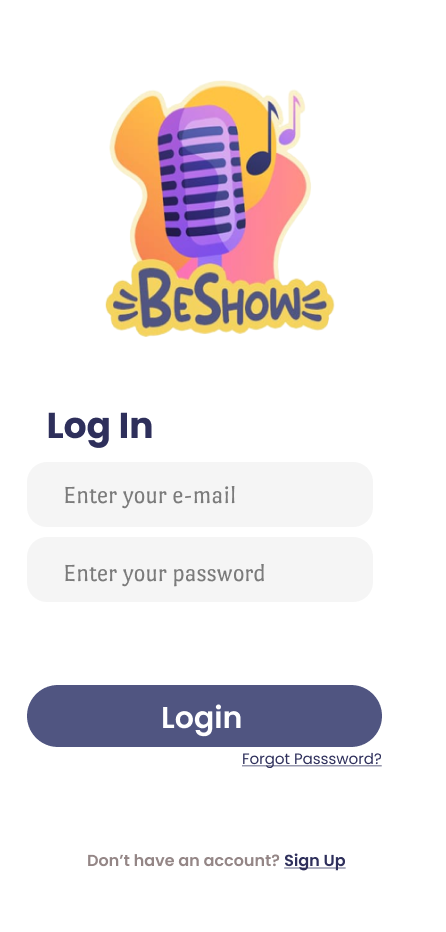 BeShow
Log In
Enter your e-mail
Enter your password
Login
Forgot Passsword?
Don’t have an account? Sign Up